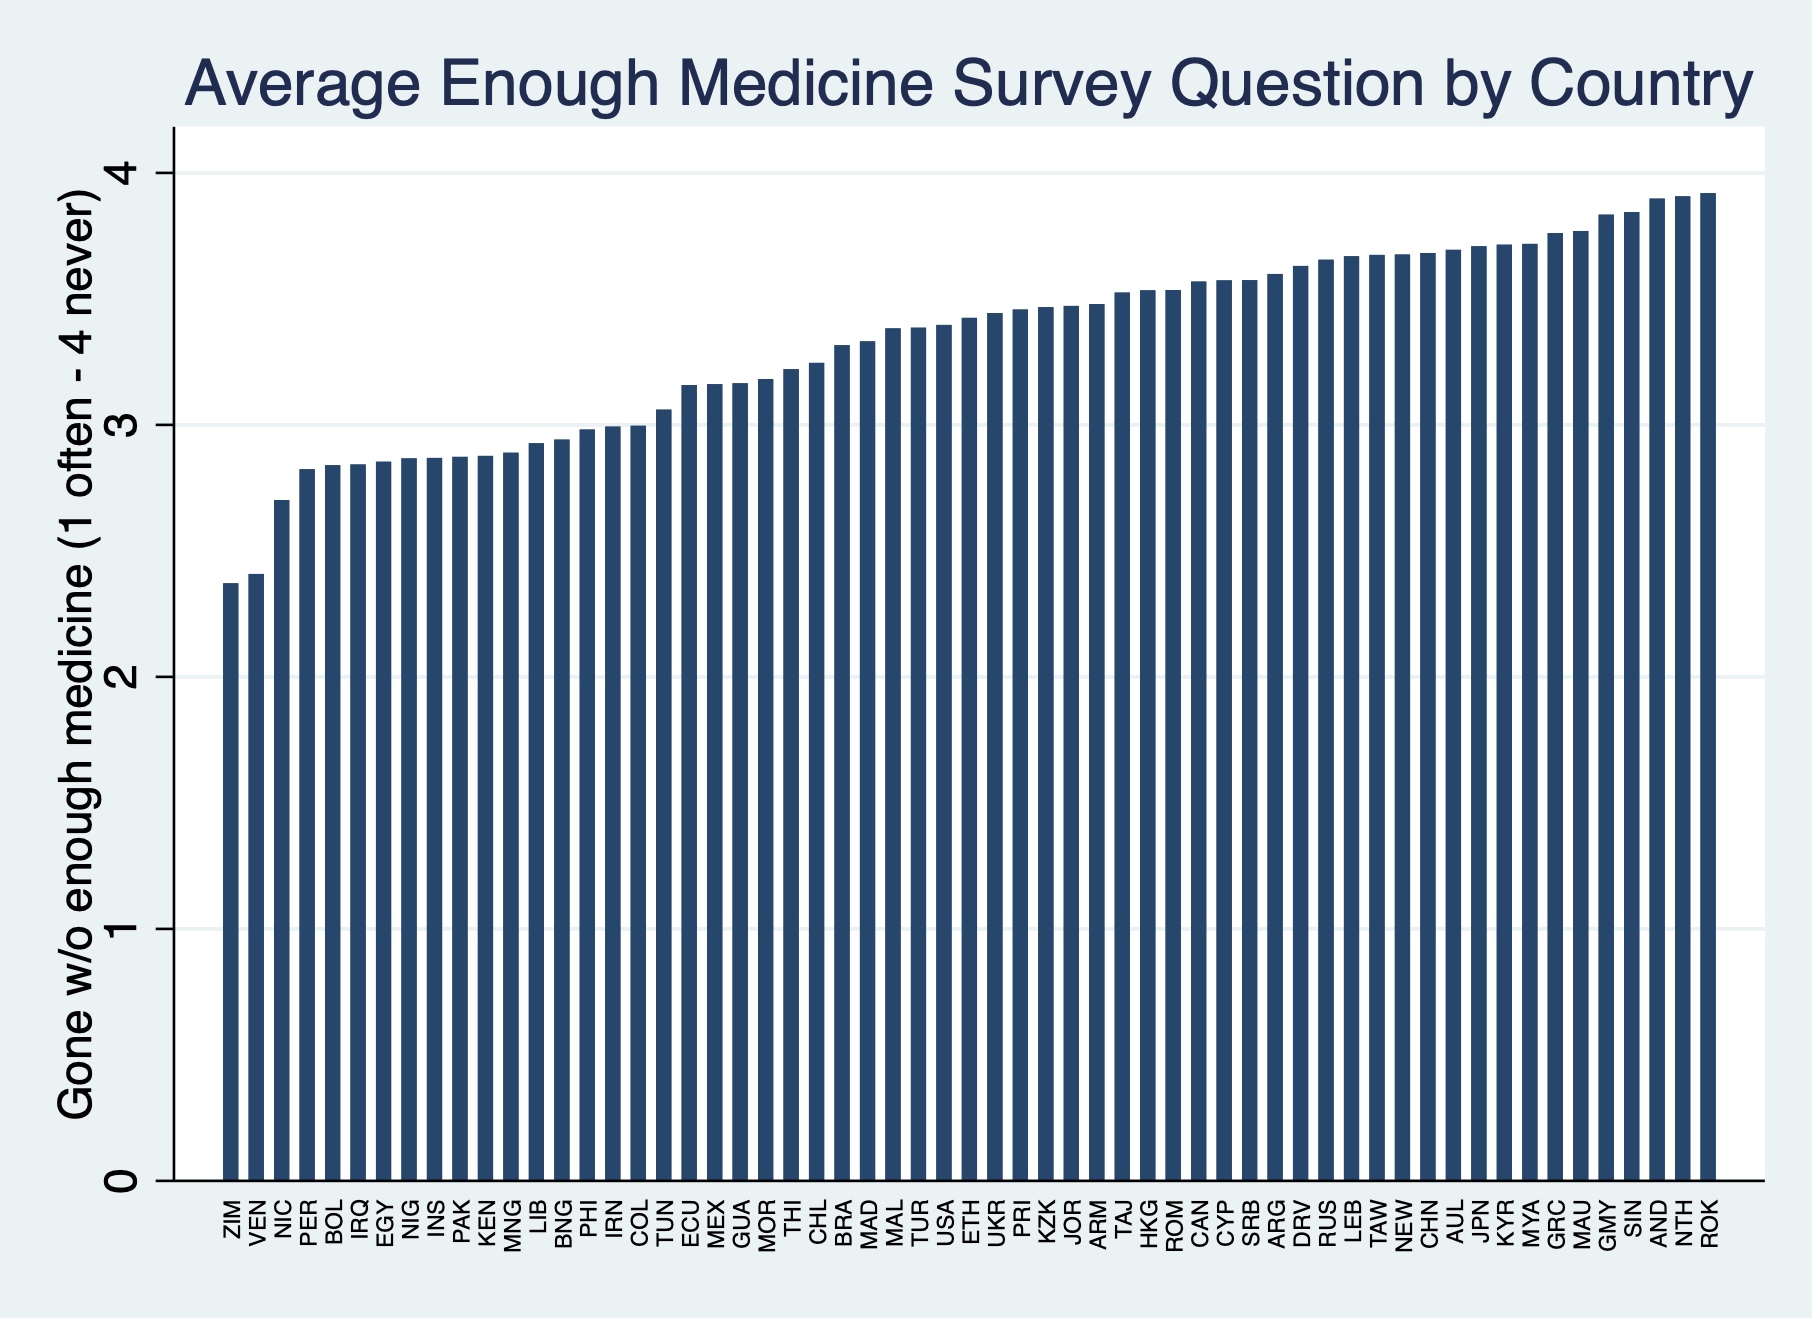 Average Enough Medicine Survey Question by Country
Gone w/o enough medicine (1 often - 4 never)
4
3
2
1
0
ZIM VEN NIC PER BOL IRQ EGY NIG INS PAK KEN MNG LIB BNG PHI IRN COL TUN ECU MEX GUA MOR THI CHL BRA MAD MAL TUR USA ETH UKR PRI KZK JOR ARM TAJ HKG ROM CAN CYP SRB ARG DRV RUS LEB TAW NEW CHN AUL JPN KYR MYA GRC MAU GMY SIN AND NTH ROK